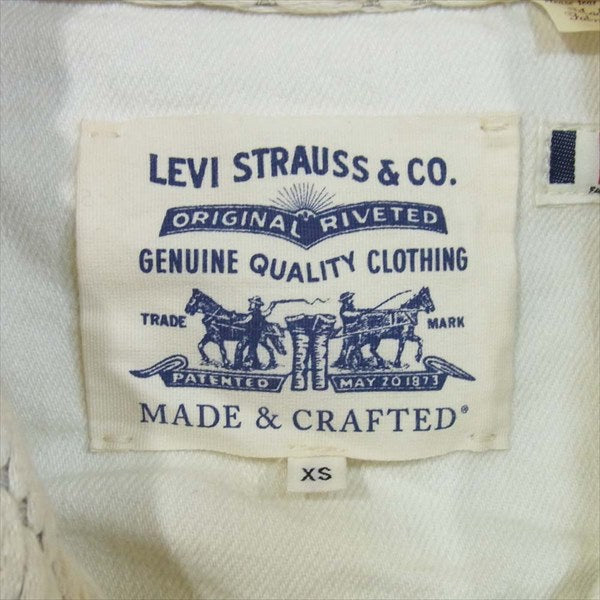 LEVI STRAUSS & CO.
ORIGINAL RIVETED
GENUINE QUALITY CLOTHING
TRADE MARK
PATENTED MAY 20 1873
MADE & CRAFTED®
XS